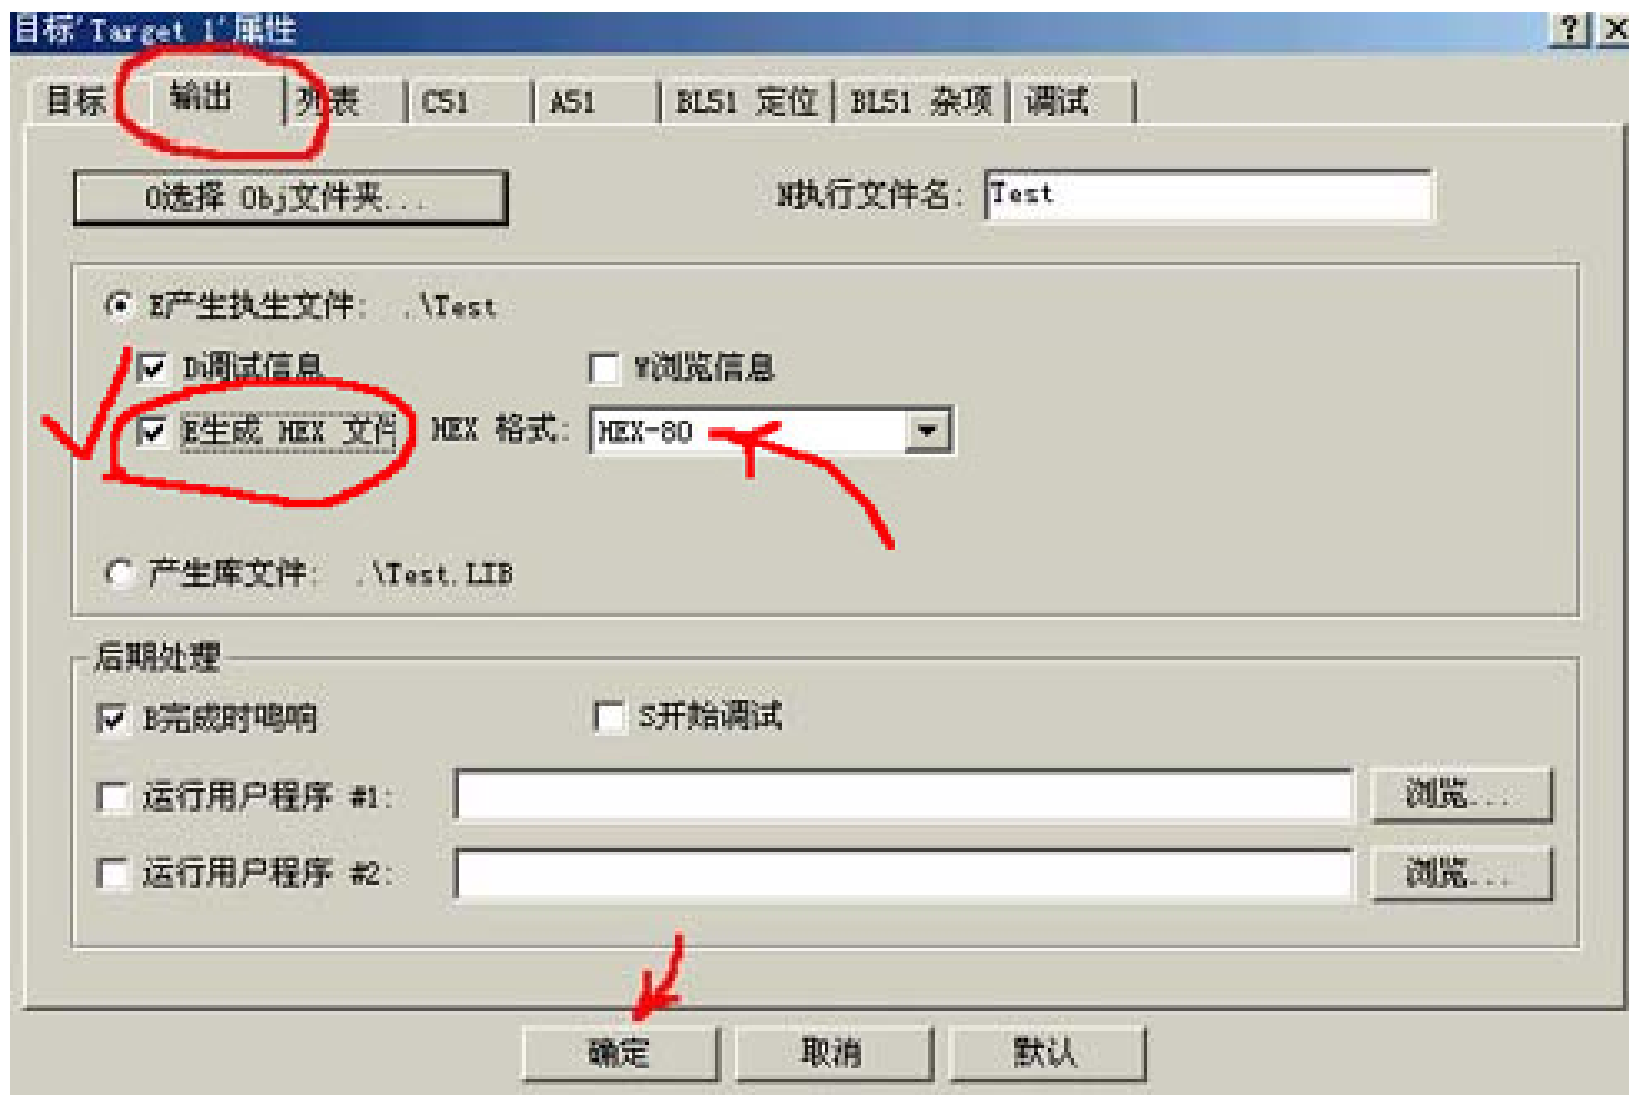 目标'Target 1'属性
目标 输出 列表 C51 A51 BL51 定位 BL51 杂项 调试
O选择 Obj文件夹... N执行文件名: Test
E产生执生文件: .\Test
D调试信息 W浏览信息
E生成 HEX 文件 HEX 格式: HEX-80
产生库文件: .\Test.LIB
后期处理
B完成时鸣响 S开始调试
运行用户程序 #1: 浏览...
运行用户程序 #2: 浏览...
确定 取消 默认